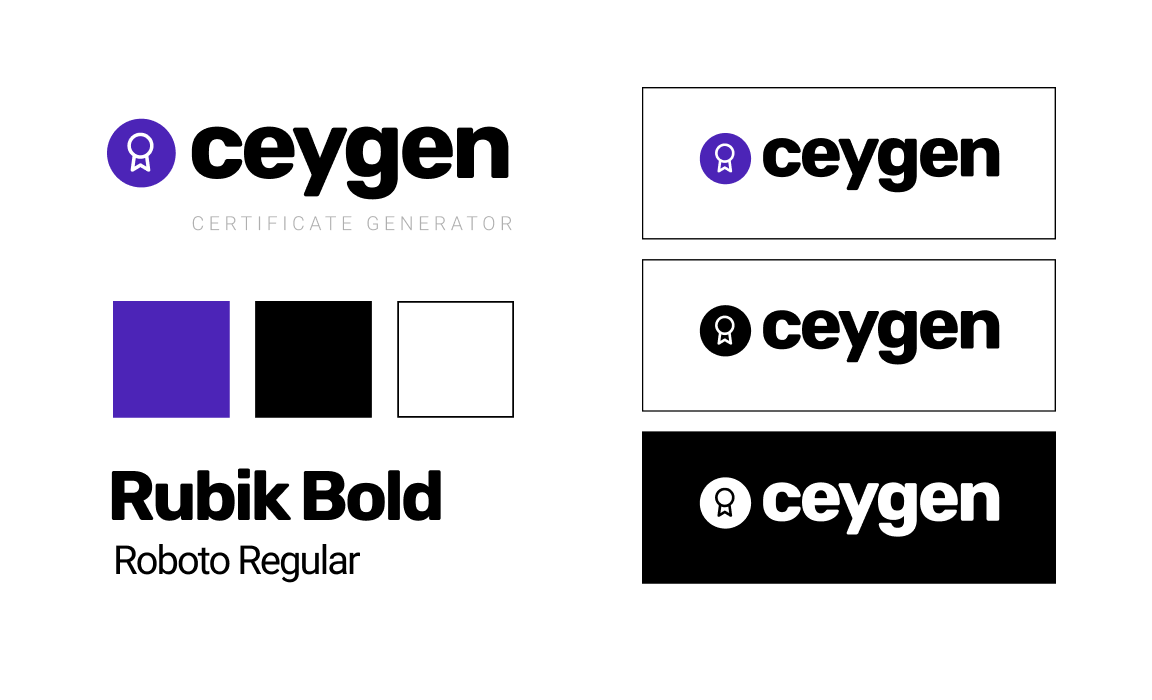 ceygen
CERTIFICATE GENERATOR
Rubik Bold
Roboto Regular
ceygen
ceygen
ceygen